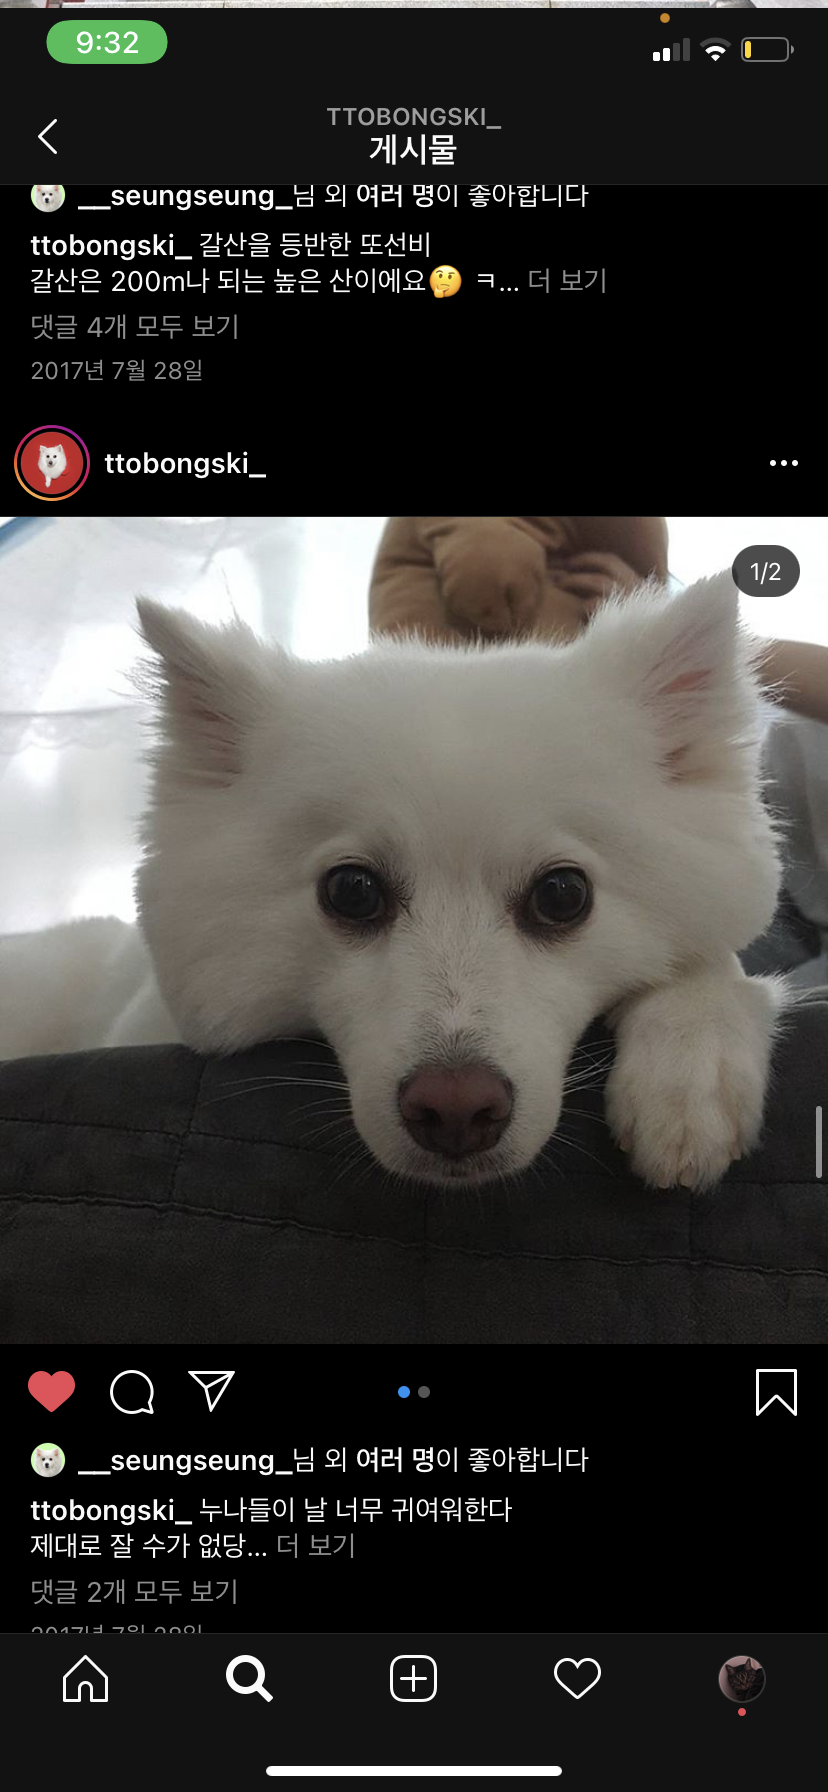 9:32
TTOBONGSKI_
게시물
__seungseung_님 외 여러 명이 좋아합니다
ttobongski_ 갈산을 등반한 또선비
갈산은 200m나 되는 높은 산이에요🤔 ㅋ... 더 보기
댓글 4개 모두 보기
2017년 7월 28일
ttobongski_
1/2
__seungseung_님 외 여러 명이 좋아합니다
ttobongski_ 누나들이 날 너무 귀여워한다
제대로 잘 수가 없당... 더 보기
댓글 2개 모두 보기